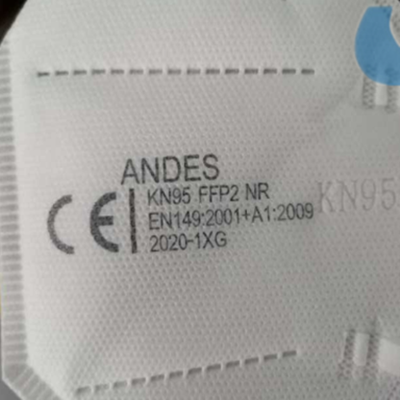 ANDES
CE
KN95 FFP2 NR
EN149:2001+A1:2009
2020-1XG
KN95